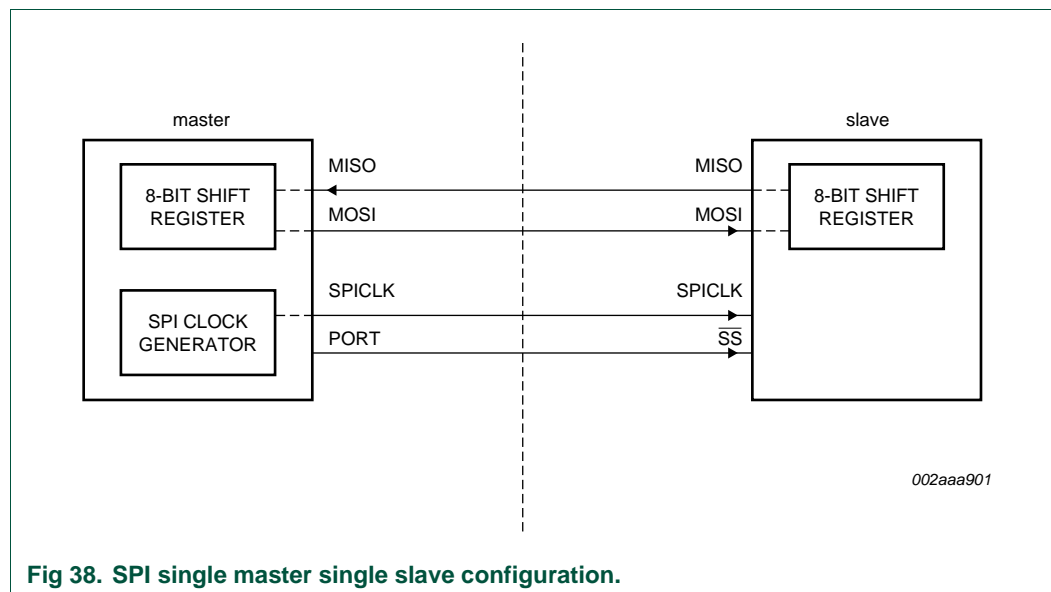 master
slave
MISO
MISO
8-BIT SHIFT
REGISTER
8-BIT SHIFT
REGISTER
MOSI
MOSI
SPICLK
SPICLK
SPI CLOCK
GENERATOR
PORT
S̅S̅
002aaa901
Fig 38. SPI single master single slave configuration.